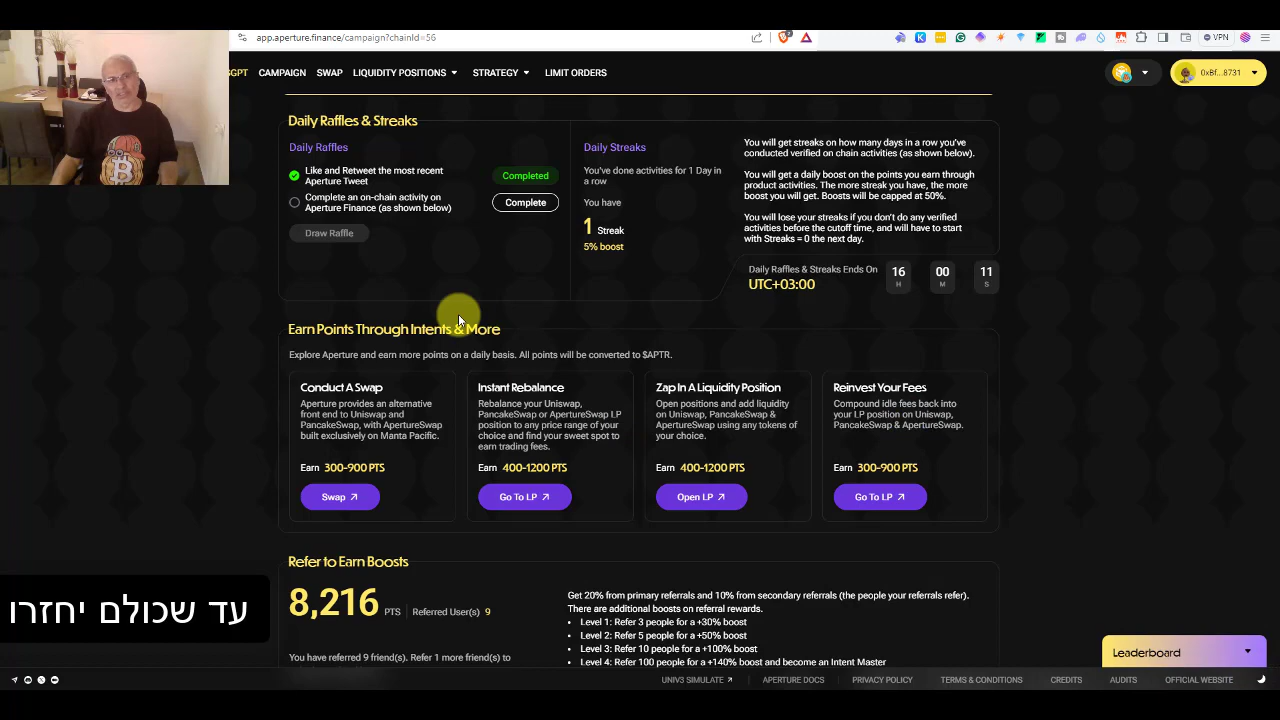 app.aperture.finance/campaign?chainId=56
VPN
GPT CAMPAIGN SWAP LIQUIDITY POSITIONS STRATEGY LIMIT ORDERS
0xBf...8731
Daily Raffles & Streaks
Daily Raffles
Like and Retweet the most recent
Aperture Tweet
Completed
Complete an on-chain activity on
Aperture Finance (as shown below)
Complete
Draw Raffle
Daily Streaks
You've done activities for 1 Day in
a row
You have
1 Streak
5% boost
You will get streaks on how many days in a row you've
conducted verified on chain activities (as shown below).
You will get a daily boost on the points you earn through
product activities. The more streak you have, the more
boost you will get. Boosts will be capped at 50%.
You will lose your streaks if you don't do any verified
activities before the cutoff time, and will have to start
with Streaks = 0 the next day.
Daily Raffles & Streaks Ends On
UTC+03:00
16 00 11
H M S
Earn Points Through Intents & More
Explore Aperture and earn more points on a daily basis. All points will be converted to $APTR.
Conduct A Swap
Aperture provides an alternative
front end to Uniswap and
PancakeSwap, with ApertureSwap
built exclusively on Manta Pacific.
Earn 300-900 PTS
Swap
Instant Rebalance
Rebalance your Uniswap,
PancakeSwap or ApertureSwap LP
position to any price range of your
choice and find your sweet spot to
earn trading fees.
Earn 400-1200 PTS
Go To LP
Zap In A Liquidity Position
Open positions and add liquidity
on Uniswap, PancakeSwap &
ApertureSwap using any tokens of
your choice.
Earn 400-1200 PTS
Open LP
Reinvest Your Fees
Compound idle fees back into
your LP position on Uniswap,
PancakeSwap & ApertureSwap.
Earn 300-900 PTS
Go To LP
Refer to Earn Boosts
8,216 PTS Referred User(s) 9
You have referred 9 friend(s). Refer 1 more friend(s) to
Get 20% from primary referrals and 10% from secondary referrals (the people your referrals refer).
There are additional boosts on referral rewards.
• Level 1: Refer 3 people for a +30% boost
• Level 2: Refer 5 people for a +50% boost
• Level 3: Refer 10 people for a +100% boost
• Level 4: Refer 100 people for a +140% boost and become an Intent Master
עד שכולם יחזרו
Leaderboard
UNIV3 SIMULATE APERTURE DOCS PRIVACY POLICY TERMS & CONDITIONS CREDITS AUDITS OFFICIAL WEBSITE